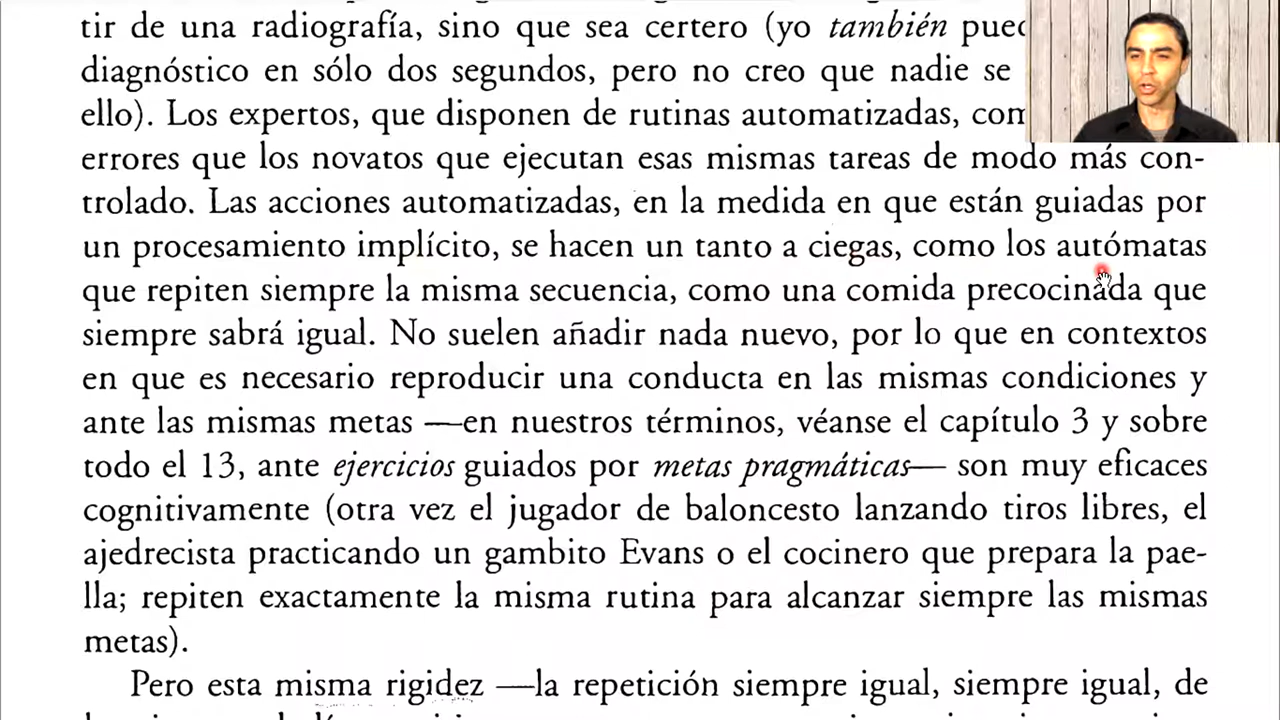 tir de una radiografía, sino que sea certero (yo también
diagnóstico en sólo dos segundos, pero no creo que nadie se
ello). Los expertos, que disponen de rutinas automatizadas,
errores que los novatos que ejecutan esas mismas tareas de modo más con-
trolado. Las acciones automatizadas, en la medida en que están guiadas por
un procesamiento implícito, se hacen un tanto a ciegas, como los autómatas
que repiten siempre la misma secuencia, como una comida precocinada que
siempre sabrá igual. No suelen añadir nada nuevo, por lo que en contextos
en que es necesario reproducir una conducta en las mismas condiciones y
ante las mismas metas —en nuestros términos, véanse el capítulo 3 y sobre
todo el 13, ante ejercicios guiados por metas pragmáticas— son muy eficaces
cognitivamente (otra vez el jugador de baloncesto lanzando tiros libres, el
ajedrecista practicando un gambito Evans o el cocinero que prepara la pae-
lla; repiten exactamente la misma rutina para alcanzar siempre las mismas
metas).
Pero esta misma rigidez —la repetición siempre igual, siempre igual, de